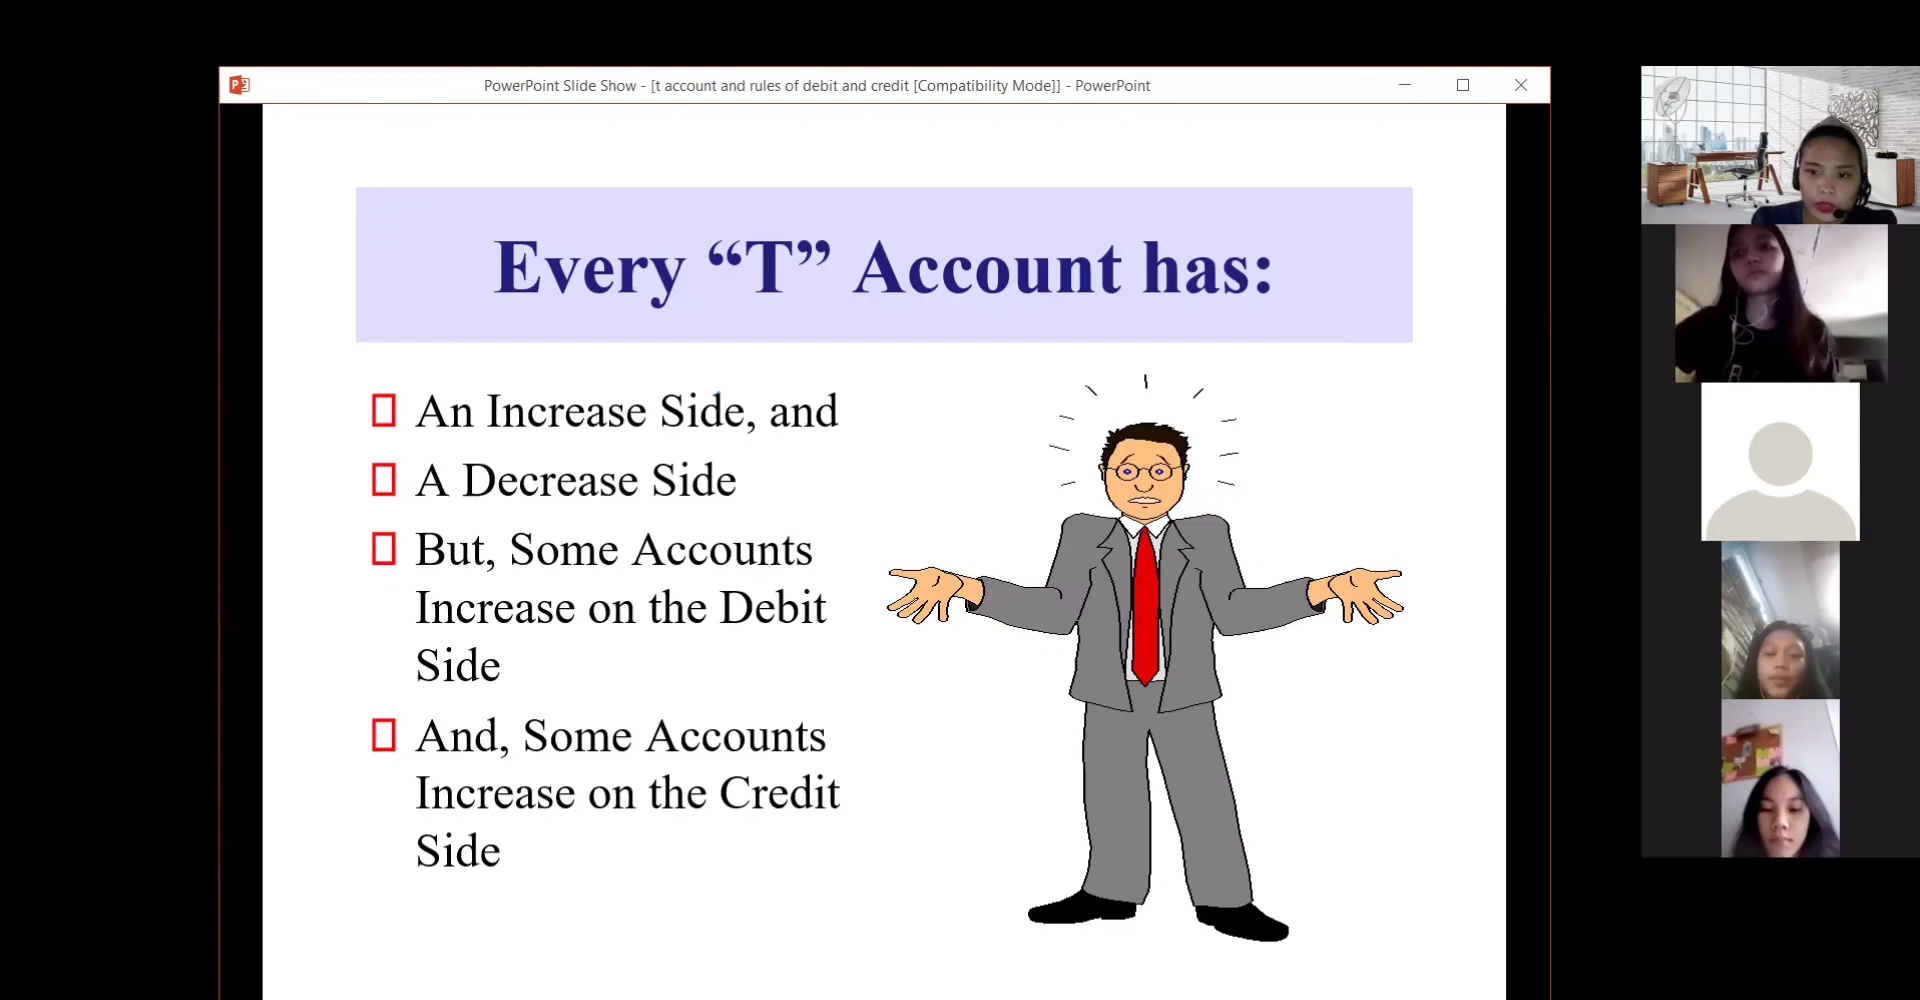 PowerPoint Slide Show - [t account and rules of debit and credit [Compatibility Mode]] - PowerPoint
Every “T” Account has:
An Increase Side, and
A Decrease Side
But, Some Accounts
Increase on the Debit
Side
And, Some Accounts
Increase on the Credit
Side